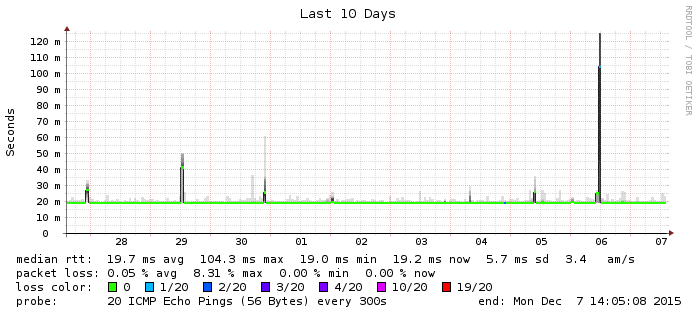 Last 10 Days
RRDTOOL / TOBI OETIKER
Seconds
120 m
110 m
100 m
90 m
80 m
70 m
60 m
50 m
40 m
30 m
20 m
10 m
0
28 29 30 01 02 03 04 05 06 07
median rtt: 19.7 ms avg 104.3 ms max 19.0 ms min 19.2 ms now 5.7 ms sd 3.4 am/s
packet loss: 0.05 % avg 8.31 % max 0.00 % min 0.00 % now
loss color: 0 1/20 2/20 3/20 4/20 10/20 19/20
probe: 20 ICMP Echo Pings (56 Bytes) every 300s end: Mon Dec 7 14:05:08 2015